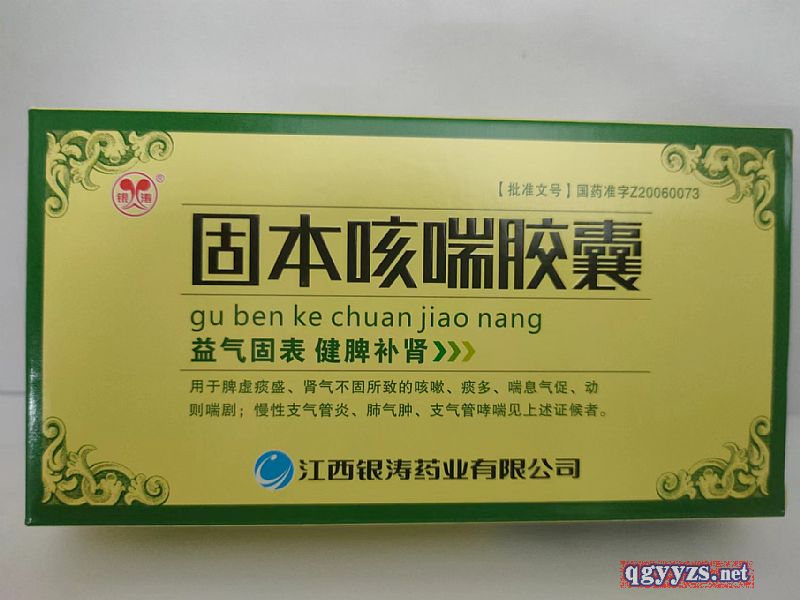 银涛®
【批准文号】国药准字Z20060073
固本咳喘胶囊
gu ben ke chuan jiao nang
益气固表 健脾补肾
用于脾虚痰盛、肾气不固所致的咳嗽、痰多、喘息气促、动
则喘剧；慢性支气管炎、肺气肿、支气管哮喘见上述证候者。
江西银涛药业有限公司
qgyyzs.net